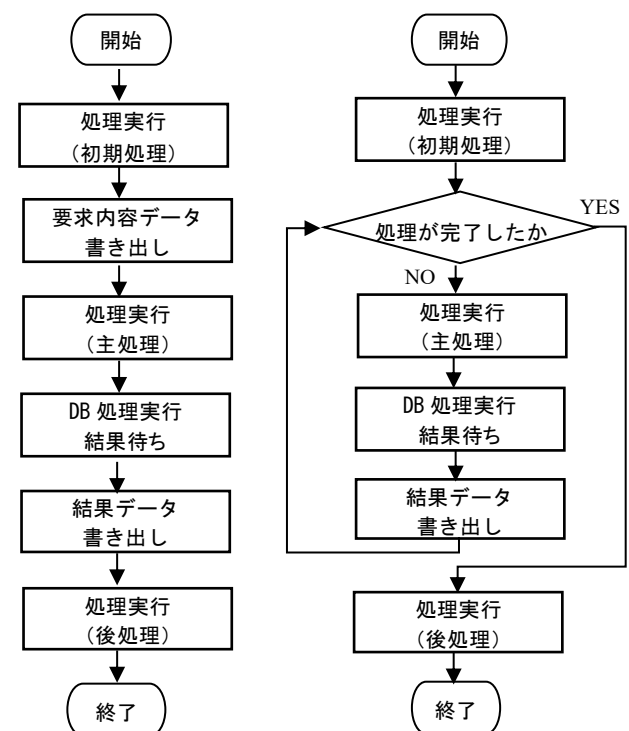 開始
処理実行
（初期処理）
要求内容データ
書き出し
処理実行
（主処理）
DB 処理実行
結果待ち
結果データ
書き出し
処理実行
（後処理）
終了
開始
処理実行
（初期処理）
処理が完了したか
YES
NO
処理実行
（主処理）
DB 処理実行
結果待ち
結果データ
書き出し
処理実行
（後処理）
終了